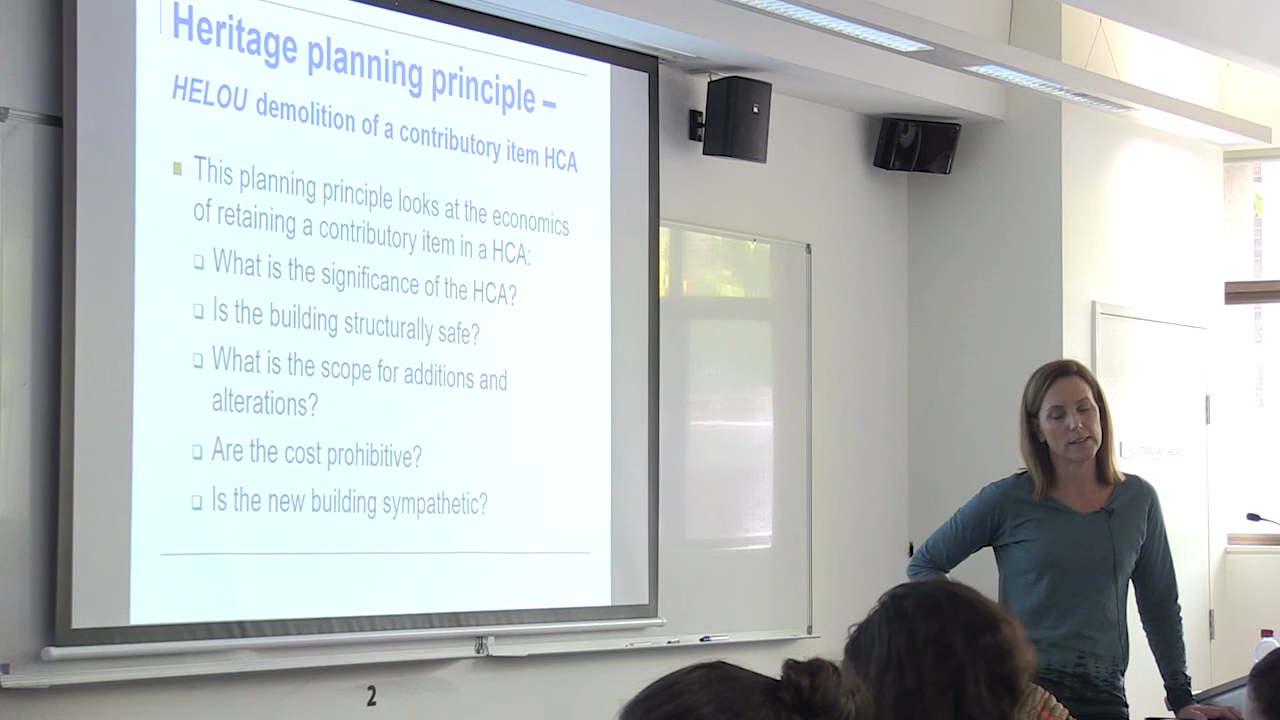 Heritage planning principle –
HELOU demolition of a contributory item HCA
This planning principle looks at the economics
of retaining a contributory item in a HCA:
What is the significance of the HCA?
Is the building structurally safe?
What is the scope for additions and
alterations?
Are the cost prohibitive?
Is the new building sympathetic?
2